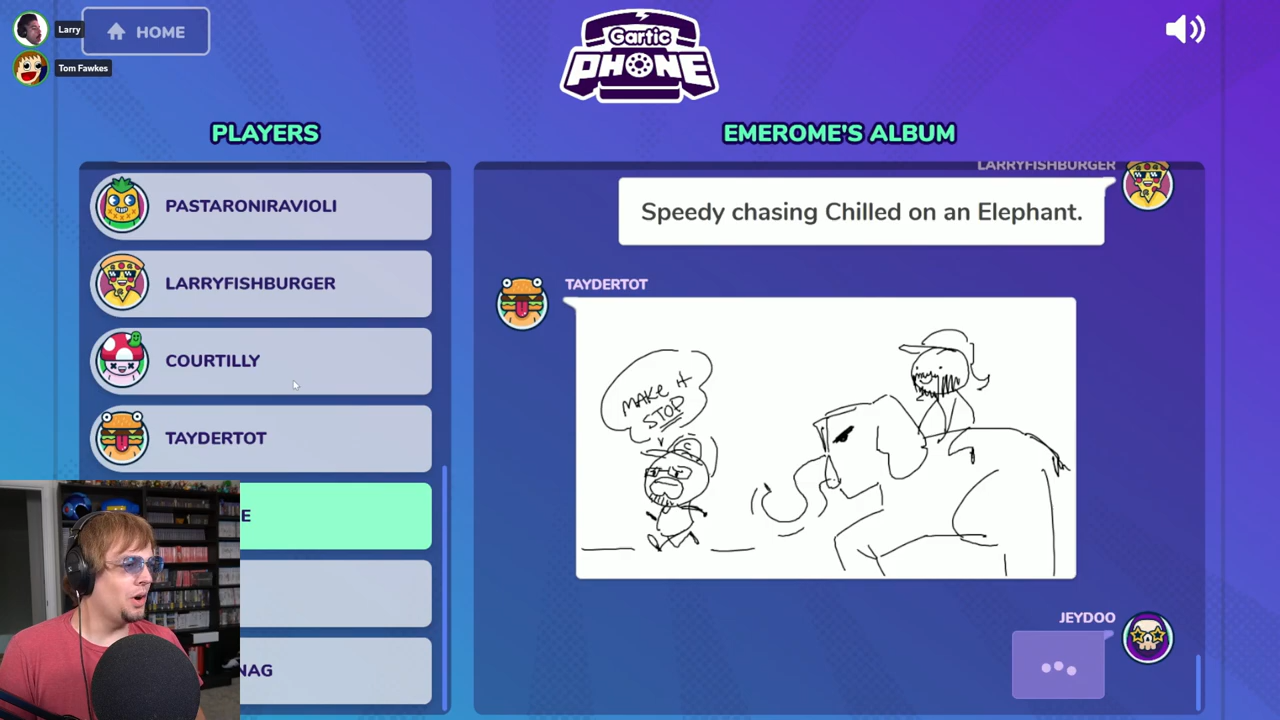 Larry
HOME
Gartic
PHONE
Tom Fawkes
PLAYERS
EMEROME'S ALBUM
PASTARONIRAVIOLI
LARRYFISHBURGER
COURTILLY
TAYDERTOT
E
NAG
LARRYFISHBURGER
Speedy chasing Chilled on an Elephant.
TAYDERTOT
MAKE it
STOP
C
JEYDOO